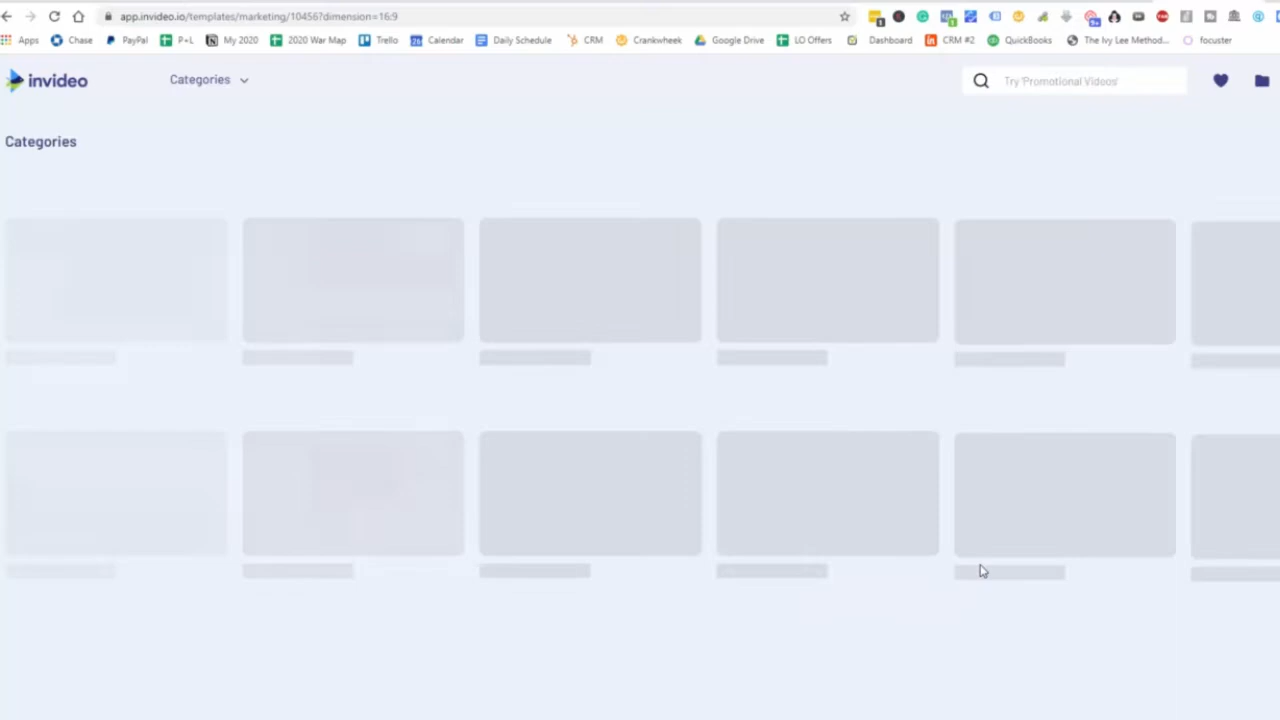 app.invideo.io/templates/marketing/10456?dimension=16:9
Apps Chase PayPal P+L My 2020 2020 War Map Trello Calendar Daily Schedule CRM Crankwheek Google Drive LO Offers Dashboard CRM #2 QuickBooks The Ivy Lee Method... focuster
invideo Categories Try 'Promotional Videos'
Categories